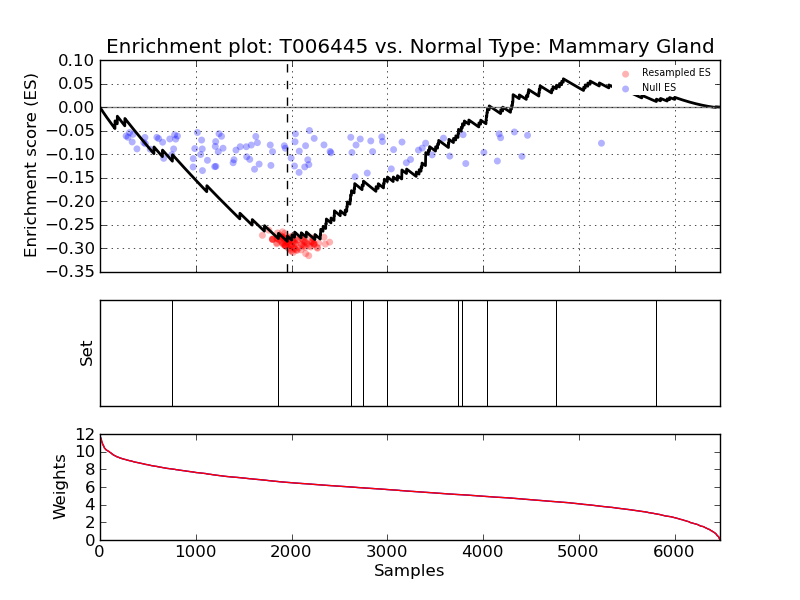 Enrichment plot: T006445 vs. Normal Type: Mammary Gland
Enrichment score (ES)
0.10
0.05
0.00
−0.05
−0.10
−0.15
−0.20
−0.25
−0.30
−0.35
Resampled ES
Null ES
Set
Weights
12
10
8
6
4
2
0
0 1000 2000 3000 4000 5000 6000
Samples